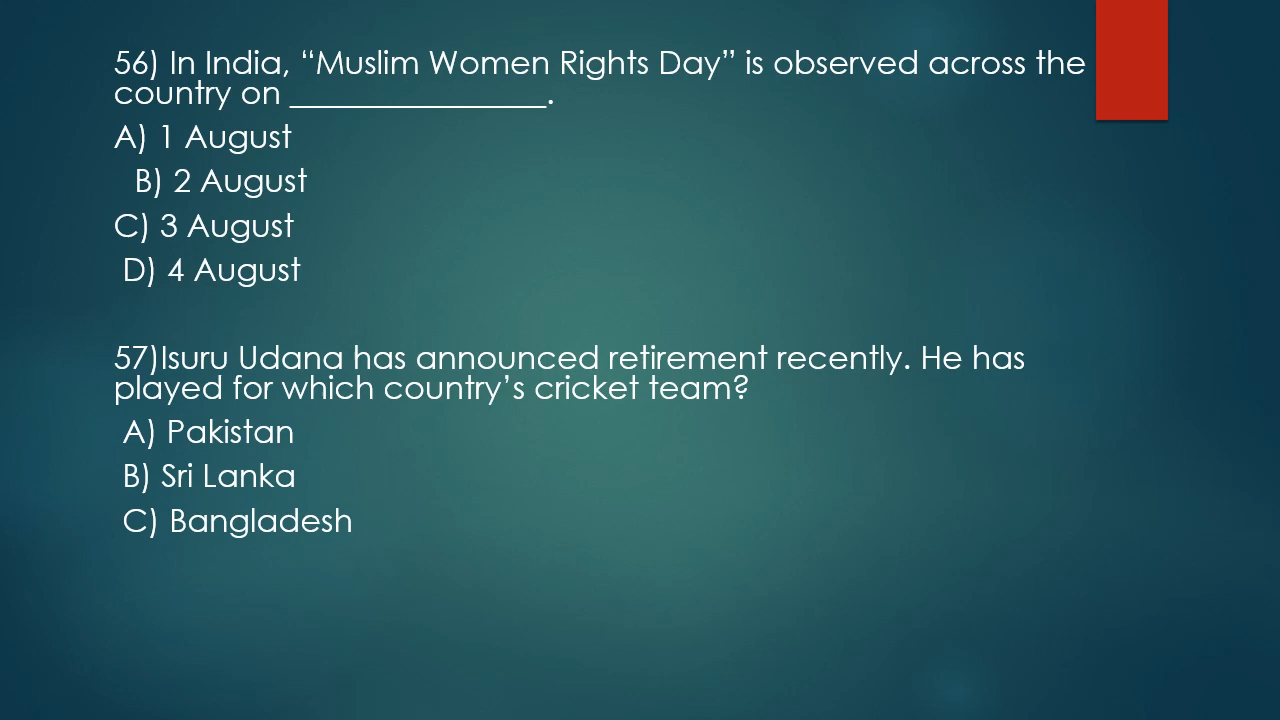 56) In India, “Muslim Women Rights Day” is observed across the
country on ________________.
A) 1 August
B) 2 August
C) 3 August
D) 4 August
57)Isuru Udana has announced retirement recently. He has
played for which country’s cricket team?
A) Pakistan
B) Sri Lanka
C) Bangladesh